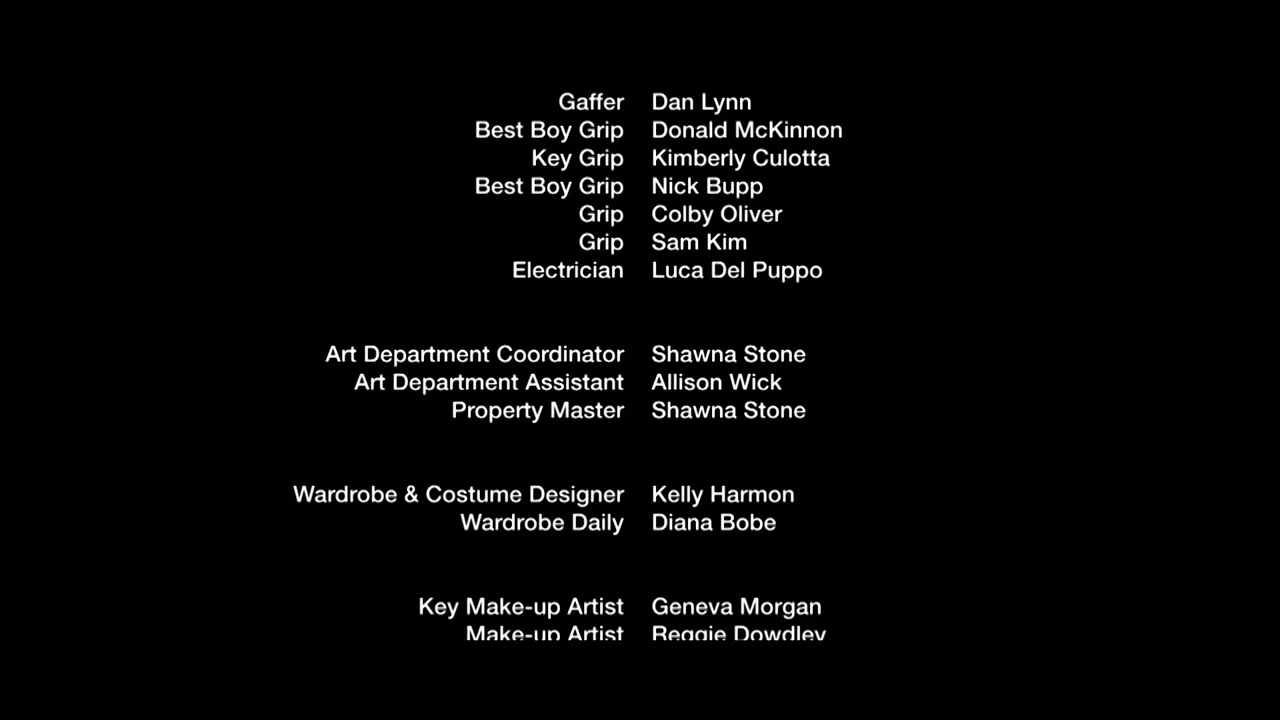 Gaffer Dan Lynn
Best Boy Grip Donald McKinnon
Key Grip Kimberly Culotta
Best Boy Grip Nick Bupp
Grip Colby Oliver
Grip Sam Kim
Electrician Luca Del Puppo
Art Department Coordinator Shawna Stone
Art Department Assistant Allison Wick
Property Master Shawna Stone
Wardrobe & Costume Designer Kelly Harmon
Wardrobe Daily Diana Bobe
Key Make-up Artist Geneva Morgan
Make-up Artist Reggie Dowdley